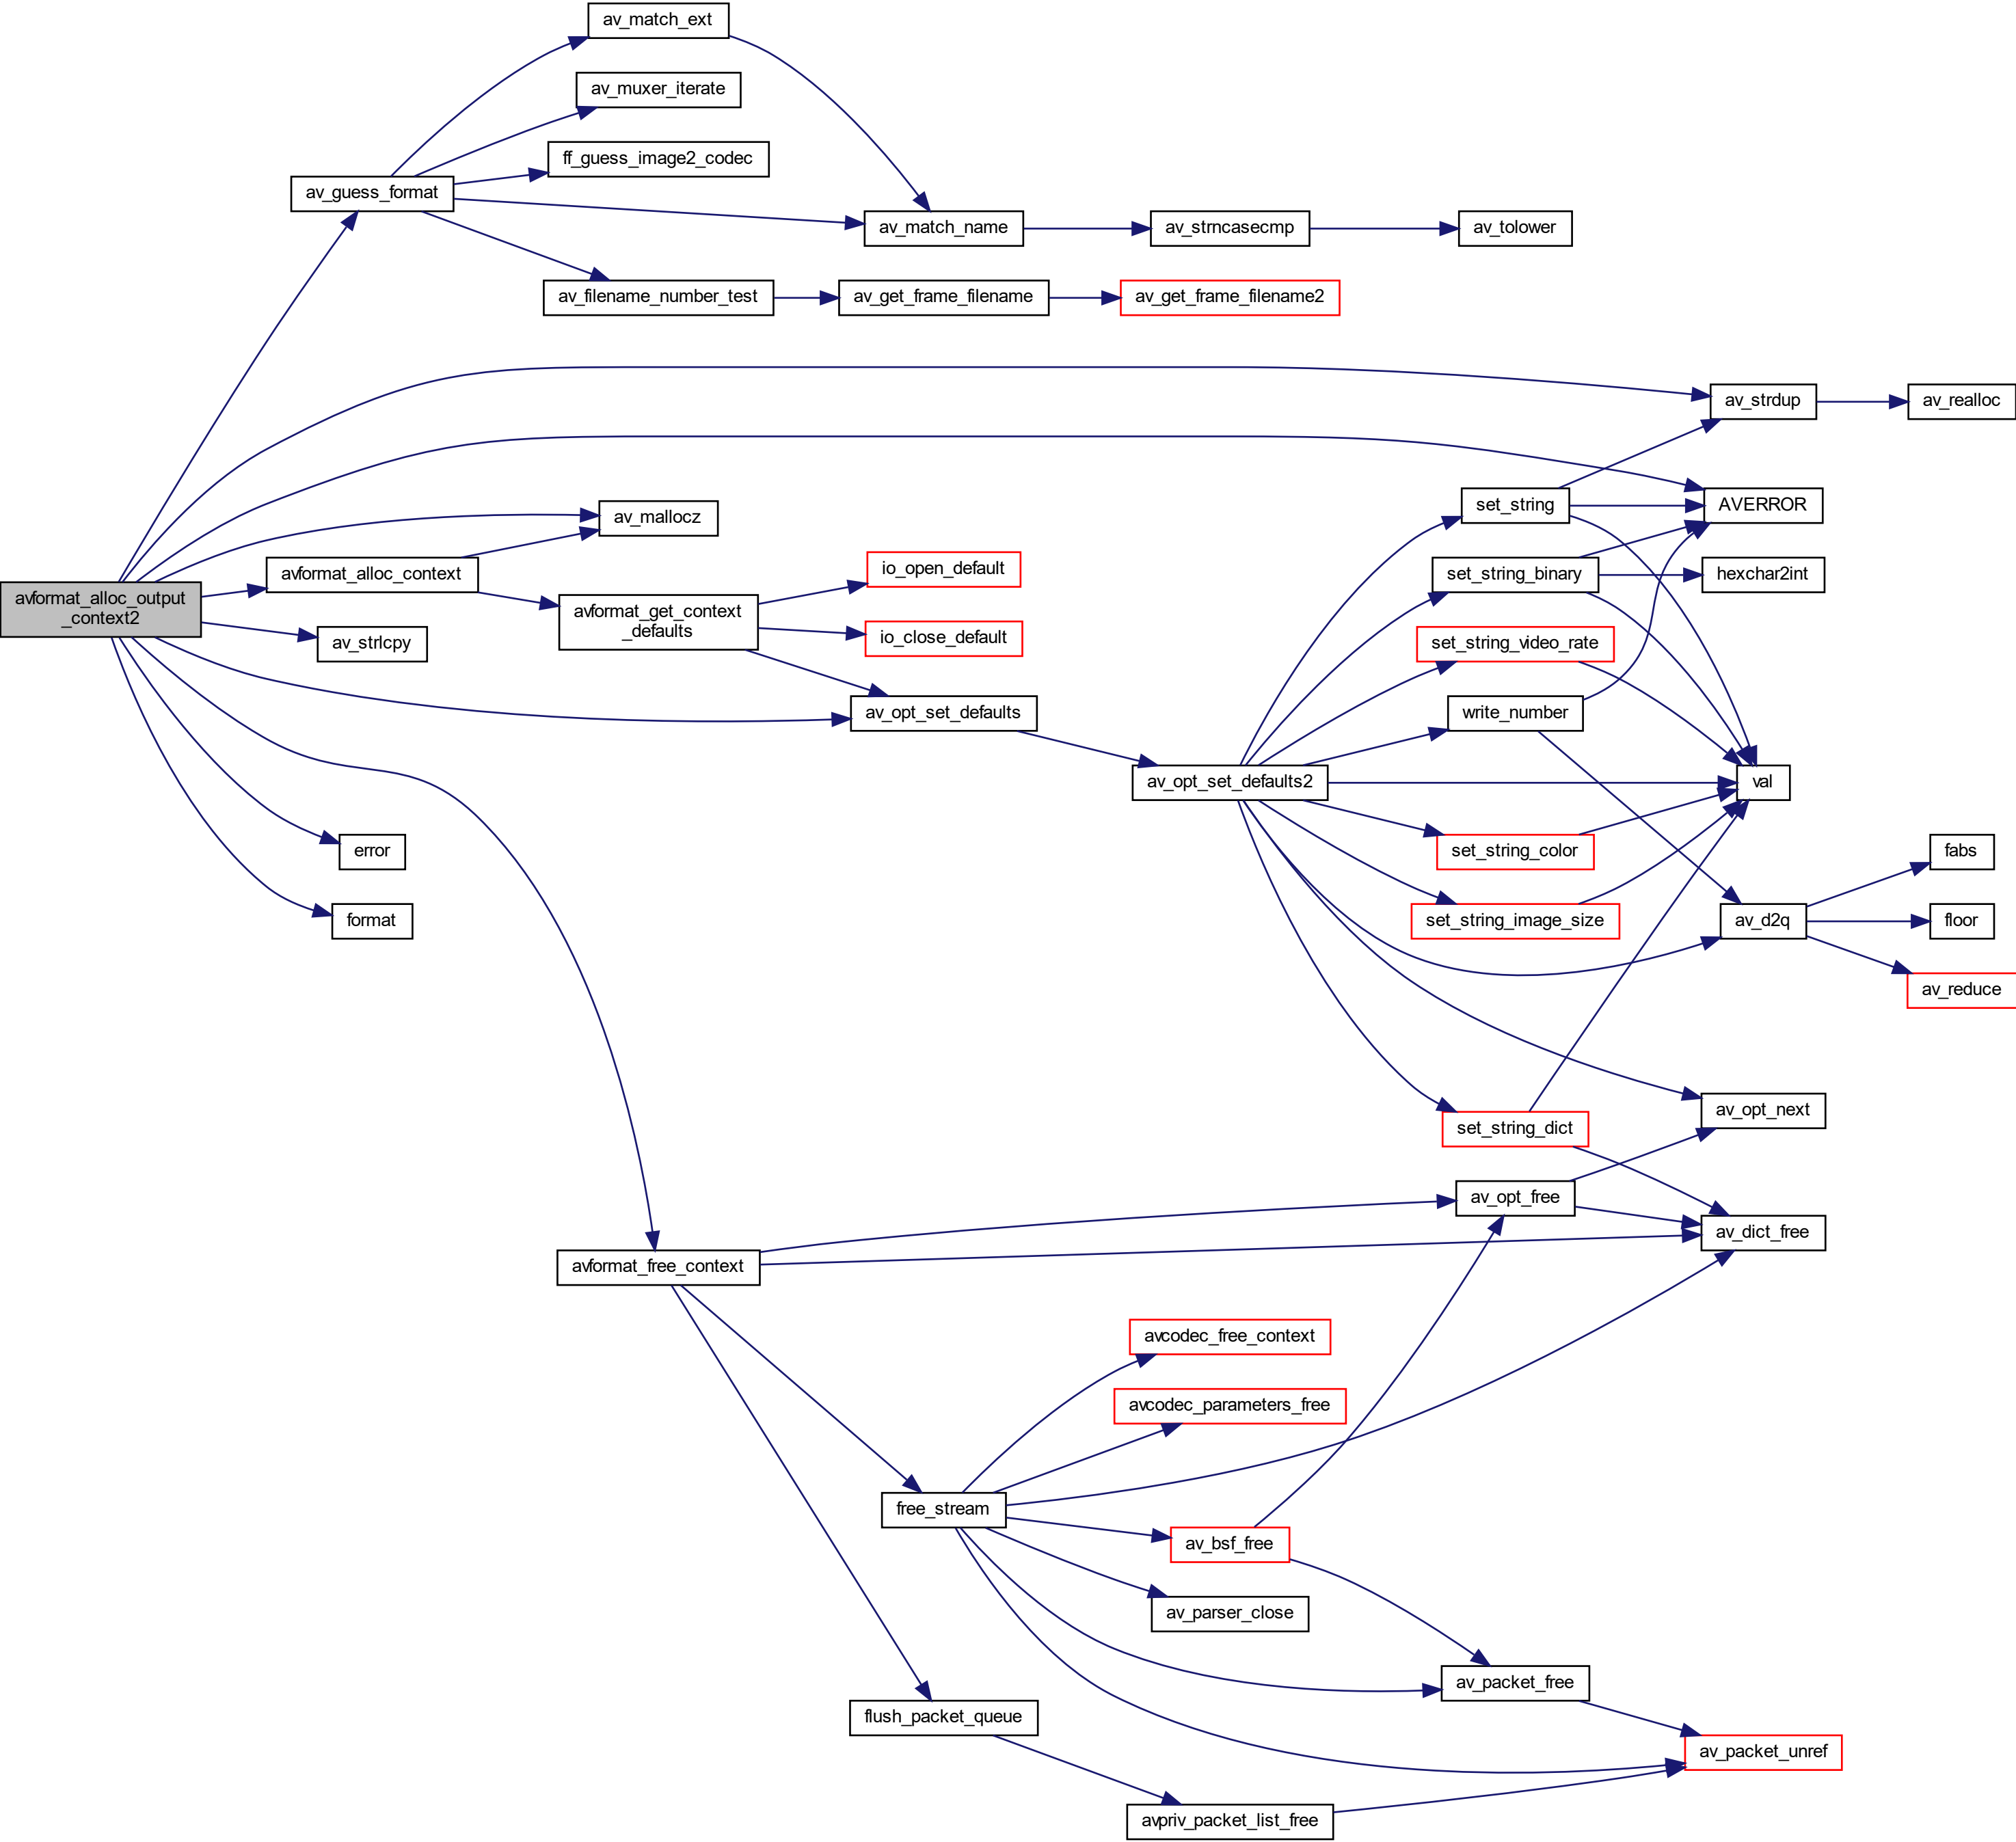 av_match_ext
av_muxer_iterate
ff_guess_image2_codec
av_guess_format
av_match_name
av_strncasecmp
av_tolower
av_filename_number_test
av_get_frame_filename
av_get_frame_filename2
av_strdup
av_realloc
av_mallocz
set_string
AVERROR
avformat_alloc_context
io_open_default
set_string_binary
hexchar2int
avformat_alloc_output
_context2
avformat_get_context
_defaults
av_strlcpy
io_close_default
set_string_video_rate
av_opt_set_defaults
write_number
av_opt_set_defaults2
val
error
set_string_color
fabs
format
set_string_image_size
av_d2q
floor
av_reduce
av_opt_next
set_string_dict
av_opt_free
av_dict_free
avformat_free_context
avcodec_free_context
avcodec_parameters_free
free_stream
av_bsf_free
av_parser_close
av_packet_free
flush_packet_queue
av_packet_unref
avpriv_packet_list_free